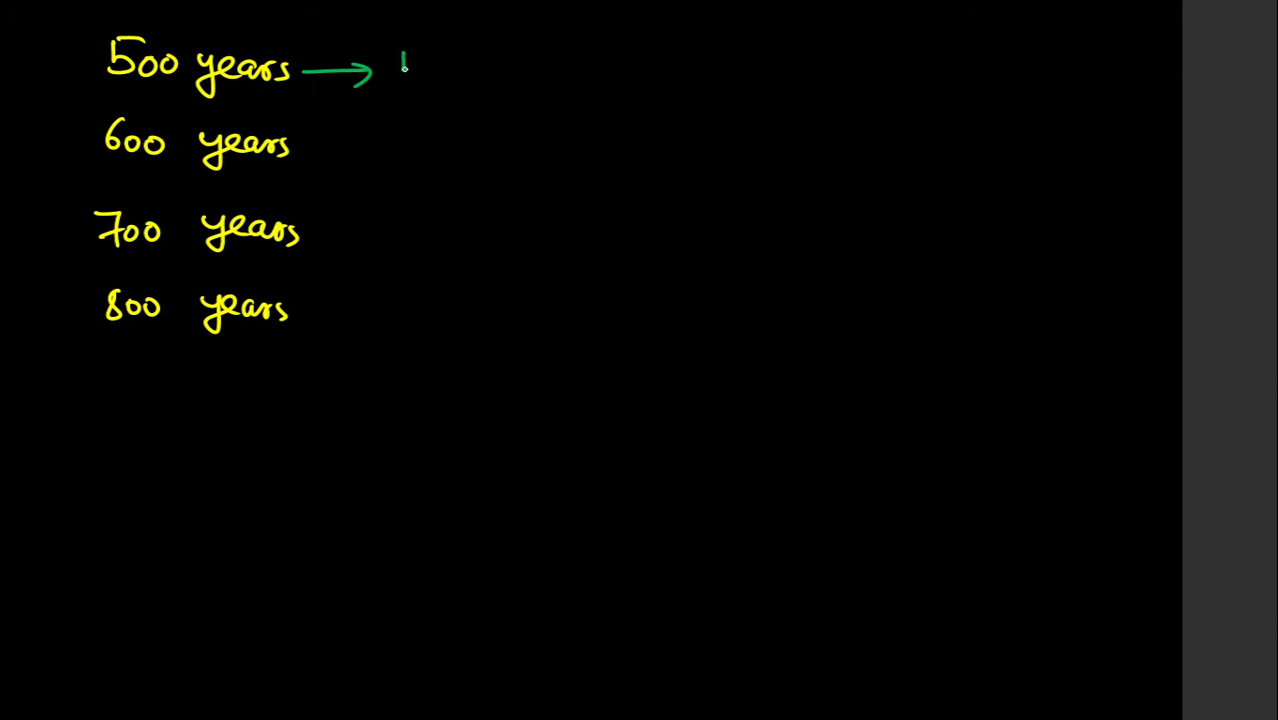 500 years →
600 years
700 years
800 years